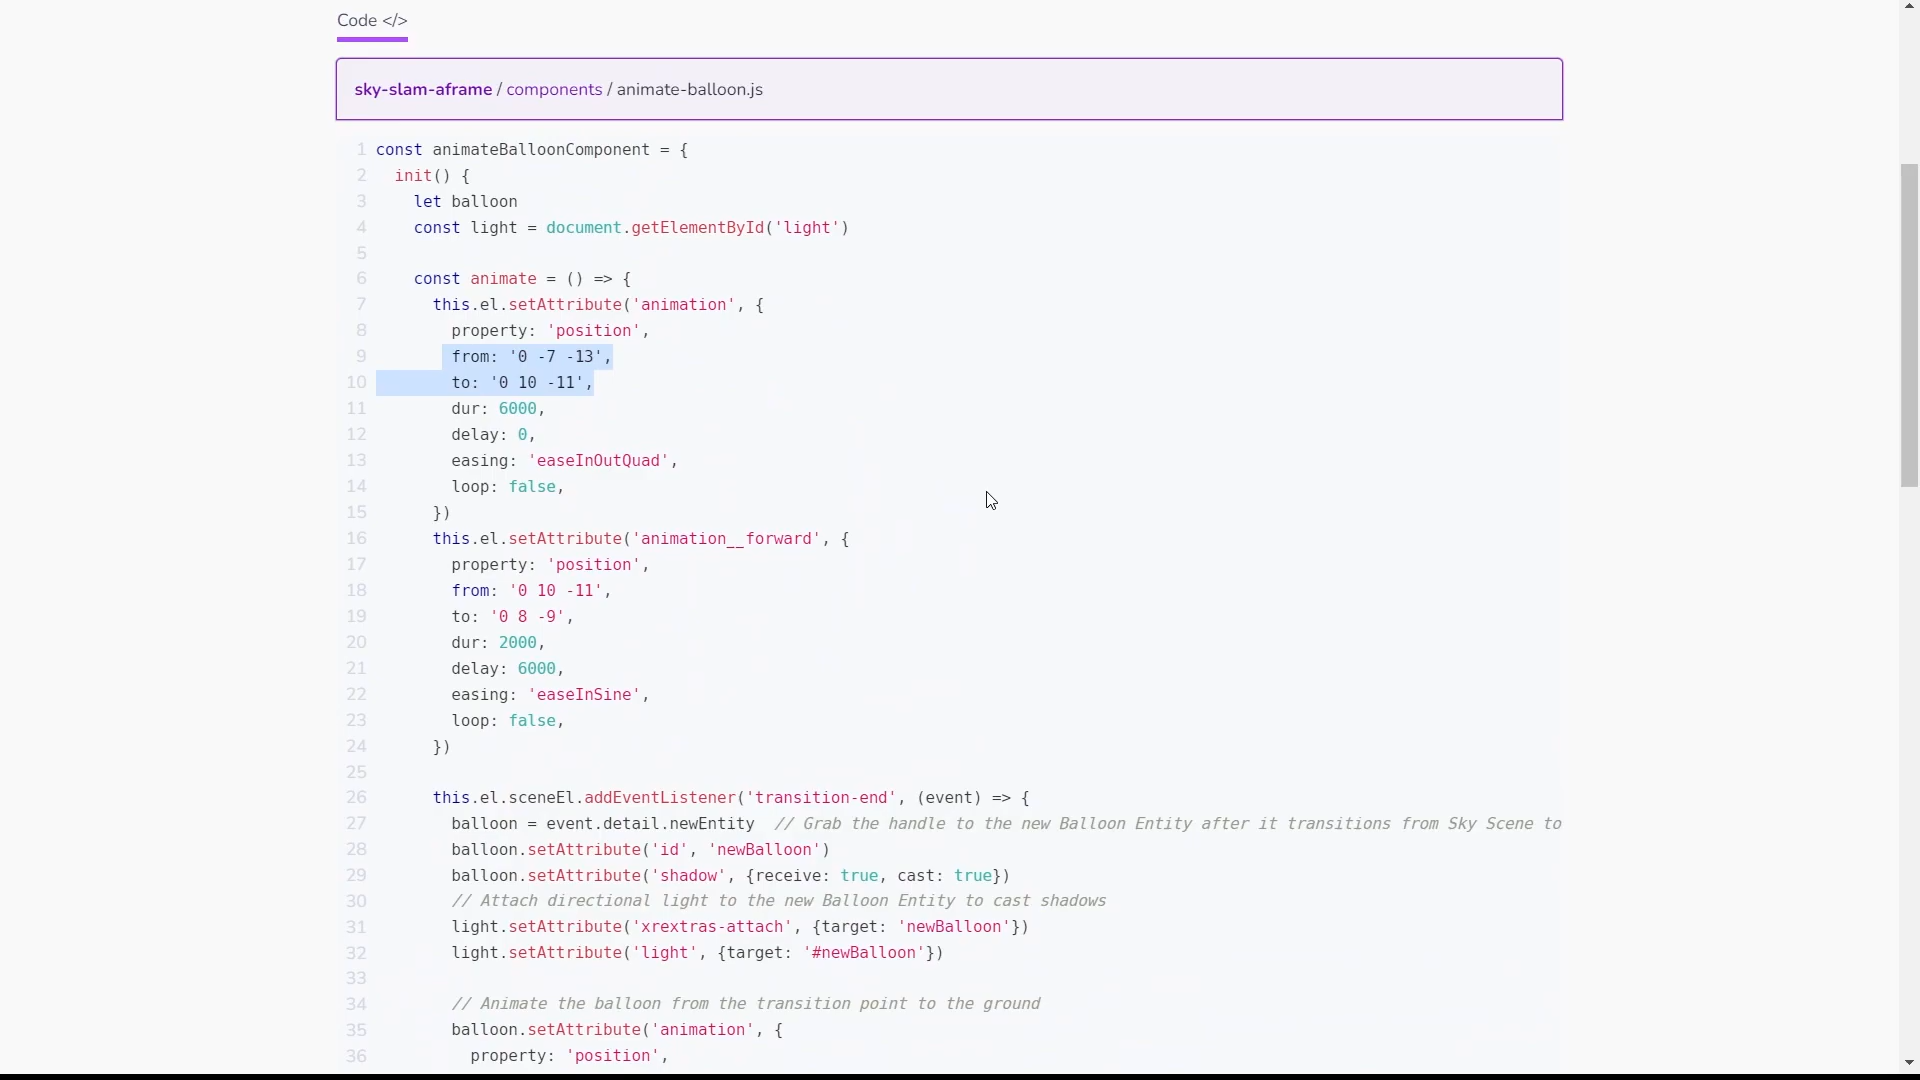 Code </>
sky-slam-aframe / components / animate-balloon.js
1 const animateBalloonComponent = {
2 init() {
3 let balloon
4 const light = document.getElementById('light')
5
6 const animate = () => {
7 this.el.setAttribute('animation', {
8 property: 'position',
9 from: '0 -7 -13',
10 to: '0 10 -11',
11 dur: 6000,
12 delay: 0,
13 easing: 'easeInOutQuad',
14 loop: false,
15 })
16 this.el.setAttribute('animation__forward', {
17 property: 'position',
18 from: '0 10 -11',
19 to: '0 8 -9',
20 dur: 2000,
21 delay: 6000,
22 easing: 'easeInSine',
23 loop: false,
24 })
25
26 this.el.sceneEl.addEventListener('transition-end', (event) => {
27 balloon = event.detail.newEntity // Grab the handle to the new Balloon Entity after it transitions from Sky Scene to
28 balloon.setAttribute('id', 'newBalloon')
29 balloon.setAttribute('shadow', {receive: true, cast: true})
30 // Attach directional light to the new Balloon Entity to cast shadows
31 light.setAttribute('xrextras-attach', {target: 'newBalloon'})
32 light.setAttribute('light', {target: '#newBalloon'})
33
34 // Animate the balloon from the transition point to the ground
35 balloon.setAttribute('animation', {
36 property: 'position',